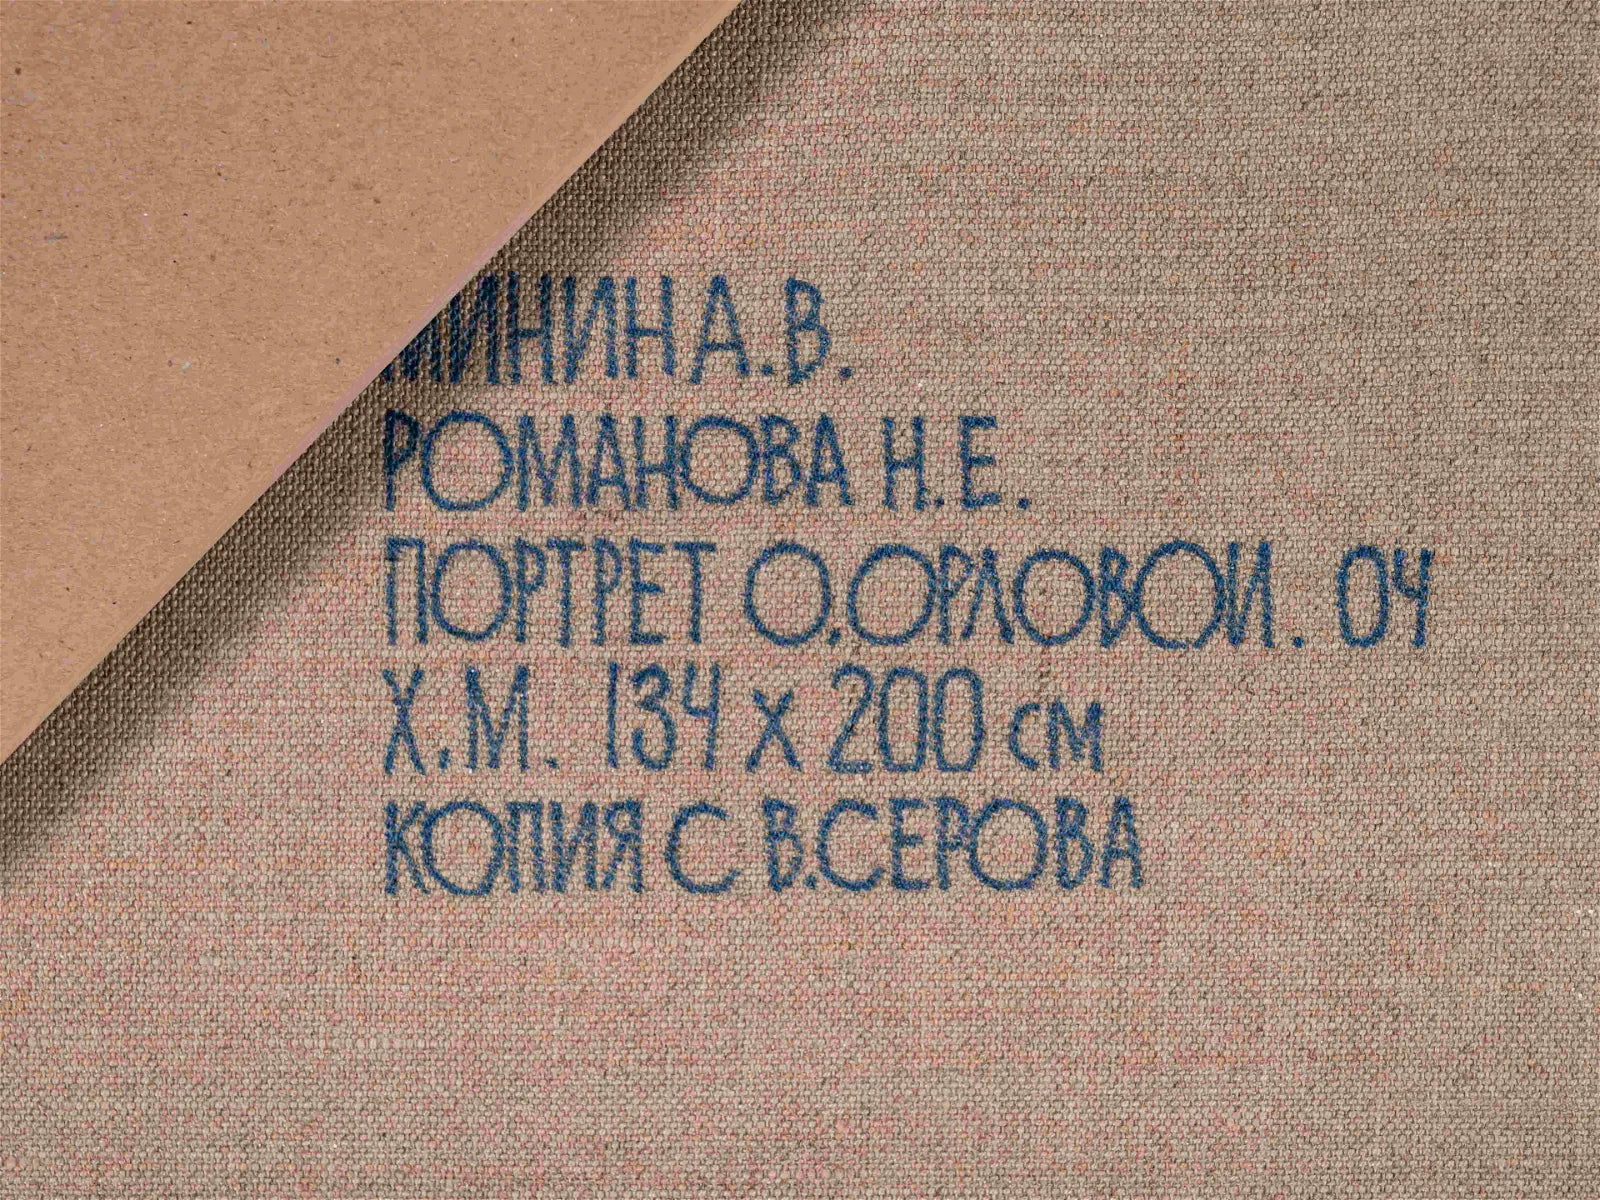 МИНИНА.В.
РОМАНОВА Н.Е.
ПОРТРЕТ О.ОРЛОВОИ. 04
Х.М. 134 х 200 см
КОПИЯ С В.СЕРОВА